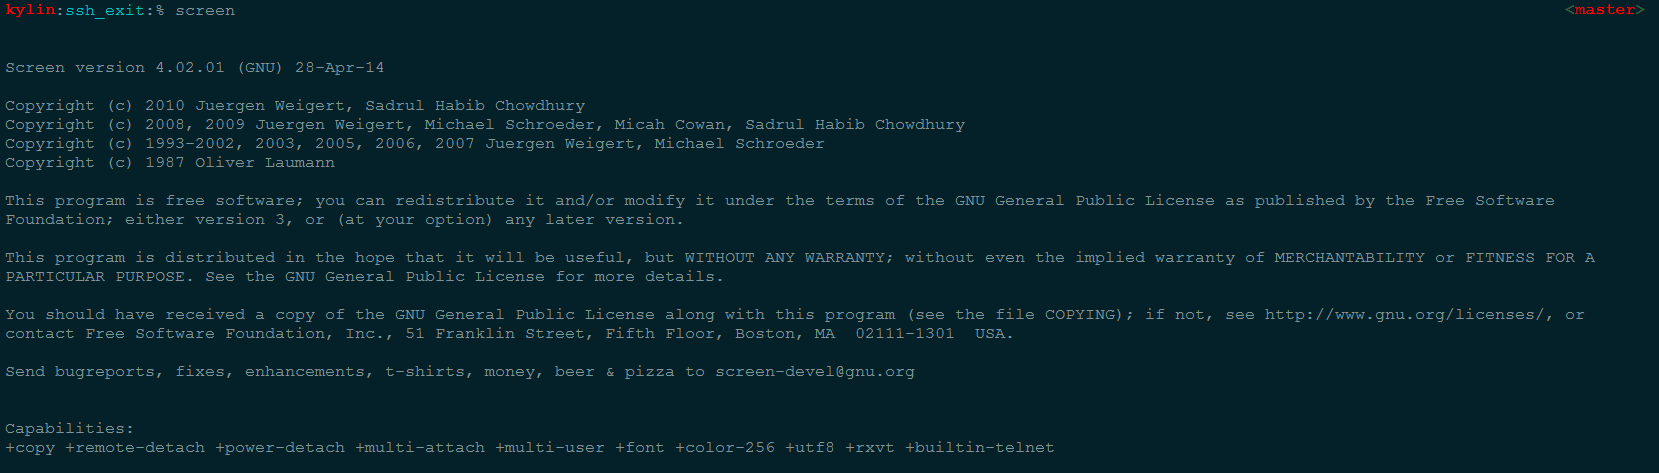 kylin:ssh_exit:% screen <master>
Screen version 4.02.01 (GNU) 28-Apr-14
Copyright (c) 2010 Juergen Weigert, Sadrul Habib Chowdhury
Copyright (c) 2008, 2009 Juergen Weigert, Michael Schroeder, Micah Cowan, Sadrul Habib Chowdhury
Copyright (c) 1993-2002, 2003, 2005, 2006, 2007 Juergen Weigert, Michael Schroeder
Copyright (c) 1987 Oliver Laumann
This program is free software; you can redistribute it and/or modify it under the terms of the GNU General Public License as published by the Free Software
Foundation; either version 3, or (at your option) any later version.
This program is distributed in the hope that it will be useful, but WITHOUT ANY WARRANTY; without even the implied warranty of MERCHANTABILITY or FITNESS FOR A
PARTICULAR PURPOSE. See the GNU General Public License for more details.
You should have received a copy of the GNU General Public License along with this program (see the file COPYING); if not, see http://www.gnu.org/licenses/, or
contact Free Software Foundation, Inc., 51 Franklin Street, Fifth Floor, Boston, MA  02111-1301  USA.
Send bugreports, fixes, enhancements, t-shirts, money, beer & pizza to screen-devel@gnu.org
Capabilities:
+copy +remote-detach +power-detach +multi-attach +multi-user +font +color-256 +utf8 +rxvt +builtin-telnet